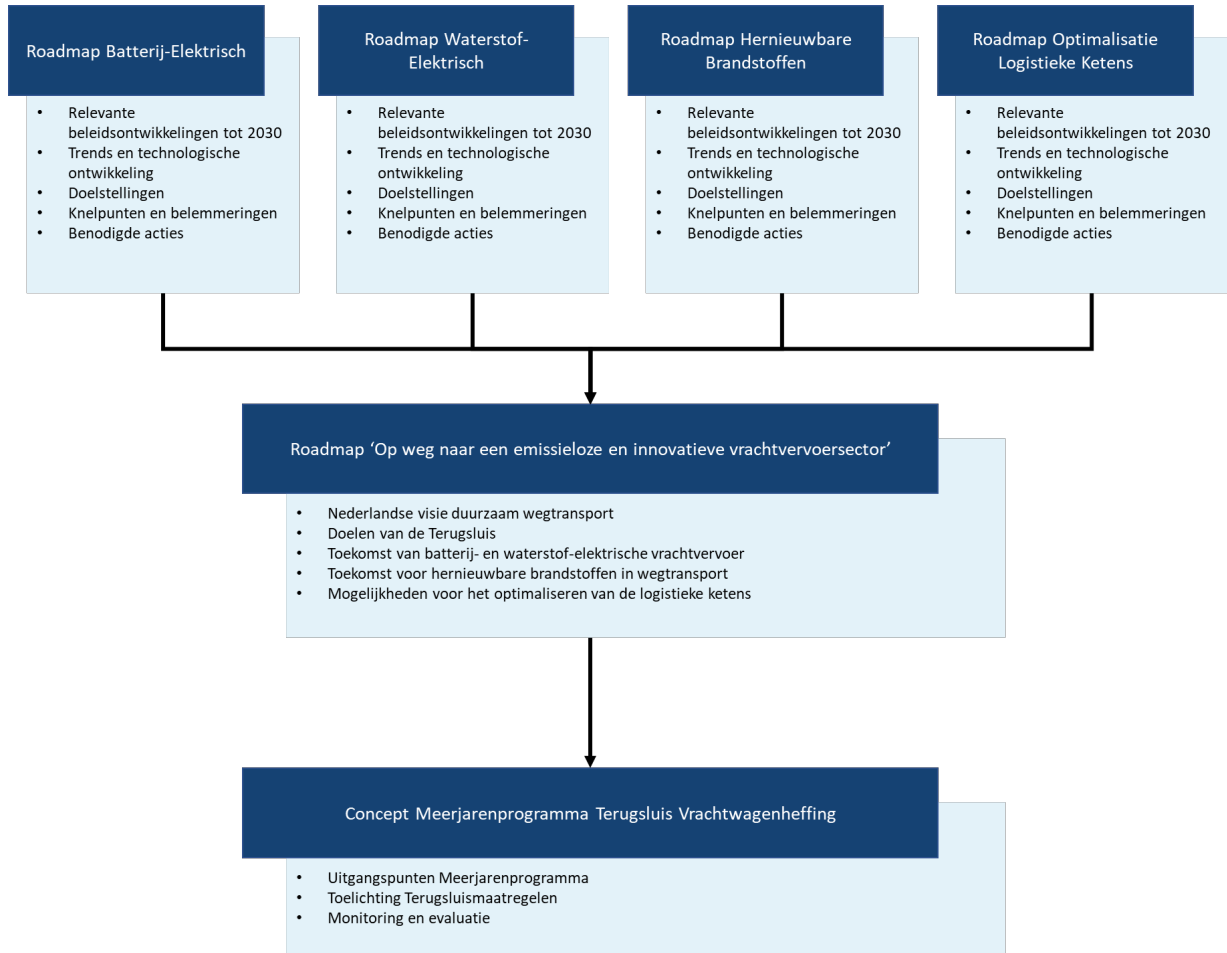 Roadmap Batterij-Elektrisch
• Relevante
beleidsontwikkelingen tot 2030
• Trends en technologische
ontwikkeling
• Doelstellingen
• Knelpunten en belemmeringen
• Benodigde acties
Roadmap Waterstof-
Elektrisch
• Relevante
beleidsontwikkelingen tot 2030
• Trends en technologische
ontwikkeling
• Doelstellingen
• Knelpunten en belemmeringen
• Benodigde acties
Roadmap Hernieuwbare
Brandstoffen
• Relevante
beleidsontwikkelingen tot 2030
• Trends en technologische
ontwikkeling
• Doelstellingen
• Knelpunten en belemmeringen
• Benodigde acties
Roadmap Optimalisatie
Logistieke Ketens
• Relevante
beleidsontwikkelingen tot 2030
• Trends en technologische
ontwikkeling
• Doelstellingen
• Knelpunten en belemmeringen
• Benodigde acties
Roadmap ‘Op weg naar een emissieloze en innovatieve vrachtvervoersector’
• Nederlandse visie duurzaam wegtransport
• Doelen van de Terugsluis
• Toekomst van batterij- en waterstof-elektrische vrachtvervoer
• Toekomst voor hernieuwbare brandstoffen in wegtransport
• Mogelijkheden voor het optimaliseren van de logistieke ketens
Concept Meerjarenprogramma Terugsluis Vrachtwagenheffing
• Uitgangspunten Meerjarenprogramma
• Toelichting Terugsluismaatregelen
• Monitoring en evaluatie